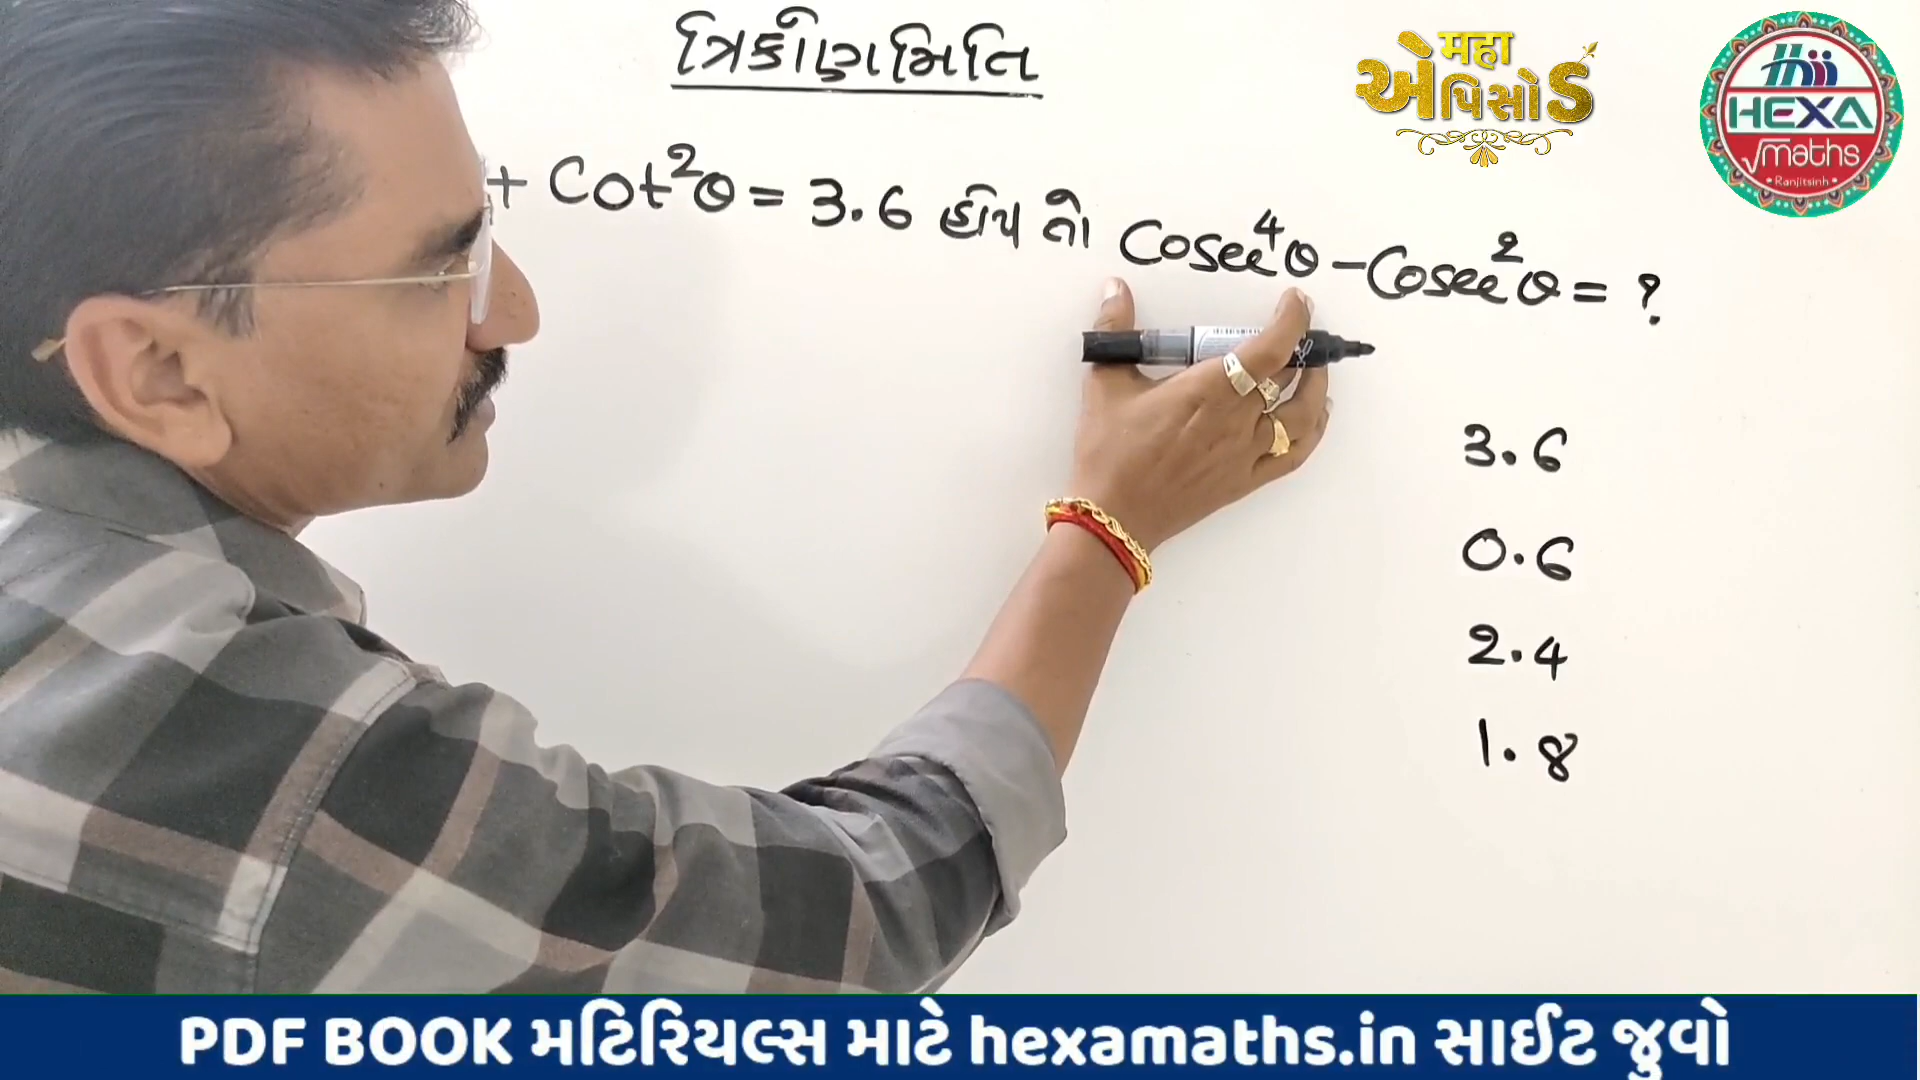 ત્રિકોણમિતિ
મહા
એપિસોડ
HEXA
√maths
• Ranjitsinh •
+ Cot²θ = 3.6 હોય તો Cosec⁴θ - Cosec²θ = ?
3.6
0.6
2.4
1.8
PDF BOOK મટિરિયલ્સ માટે hexamaths.in સાઈટ જુવો